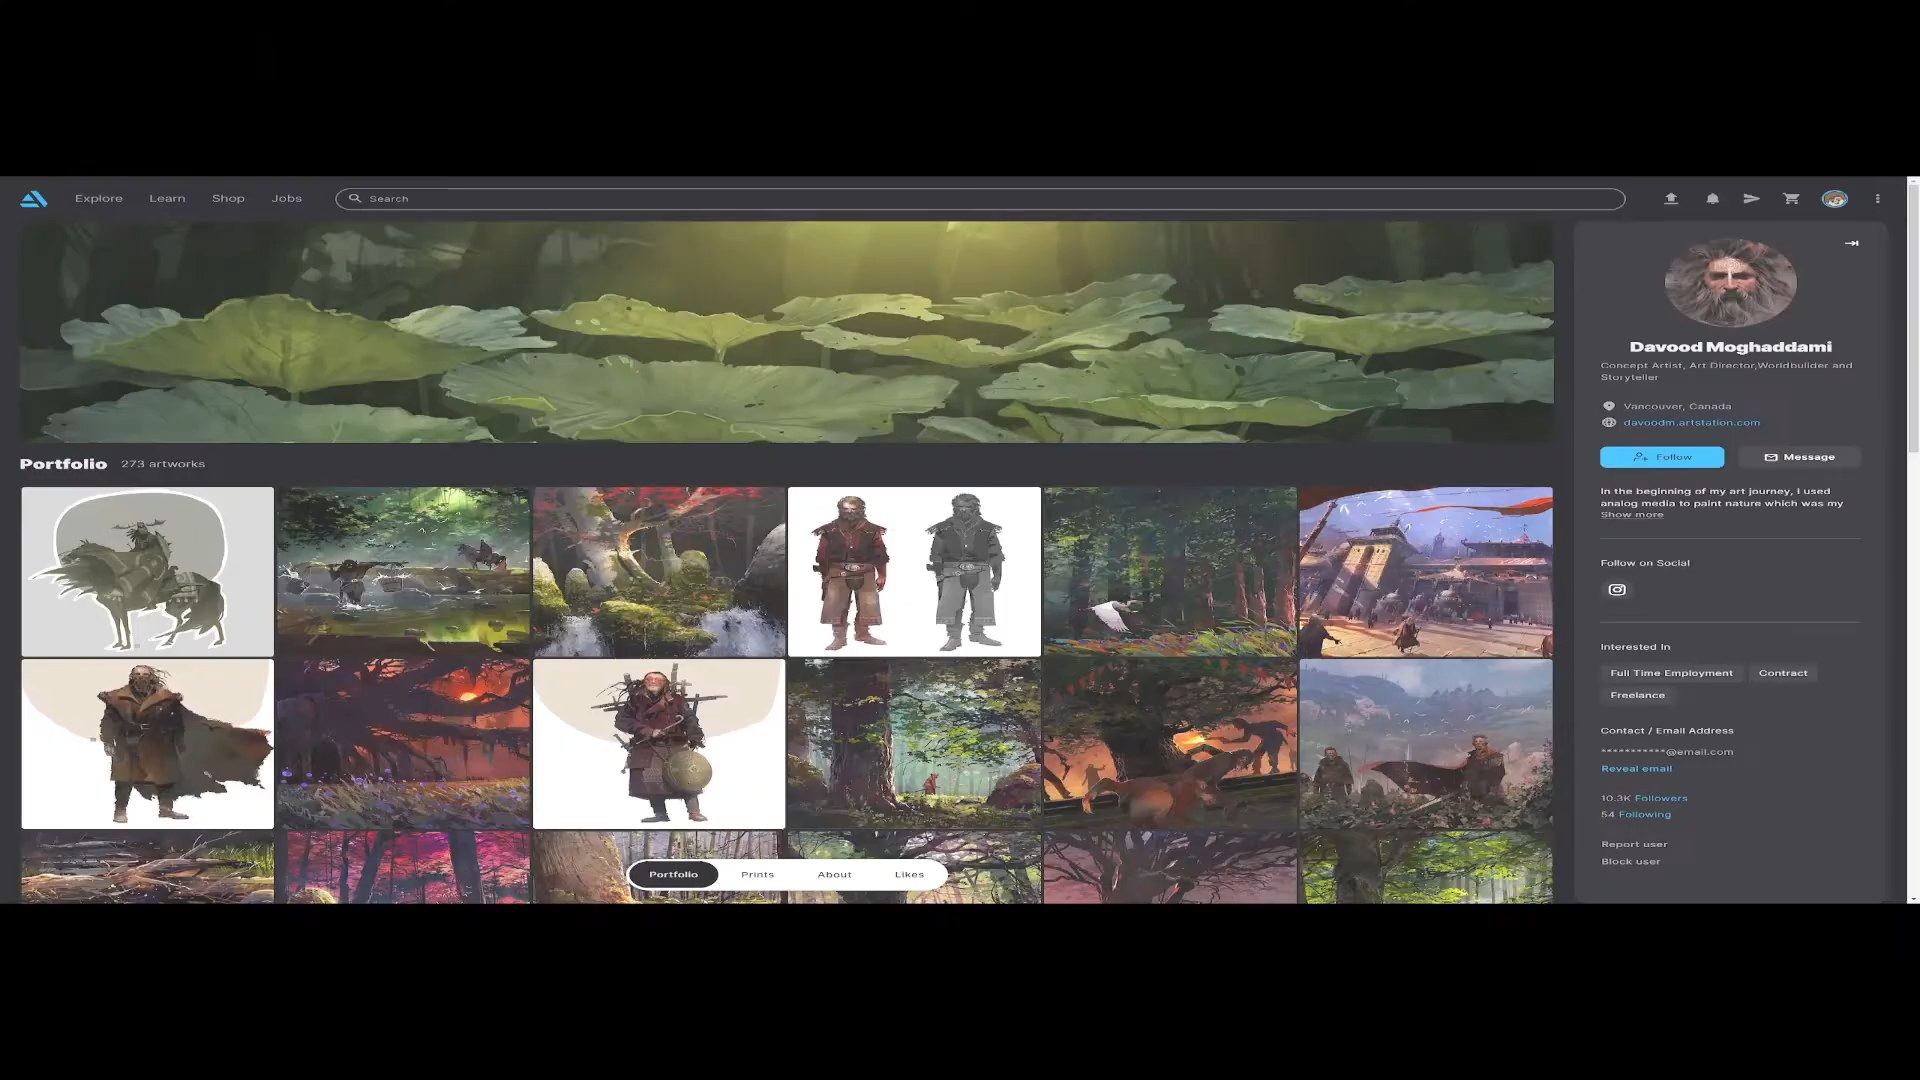 Explore Learn Shop Jobs Search
Davood Moghaddami
Concept Artist, Art Director,Worldbuilder and
Storyteller
Vancouver, Canada
davoodm.artstation.com
Follow Message
Portfolio 273 artworks
In the beginning of my art journey, I used
analog media to paint nature which was my
Show more
Follow on Social
Interested In
Full Time Employment Contract
Freelance
Contact / Email Address
***********@email.com
Reveal email
10.3K Followers
54 Following
Report user
Block user
Portfolio Prints About Likes